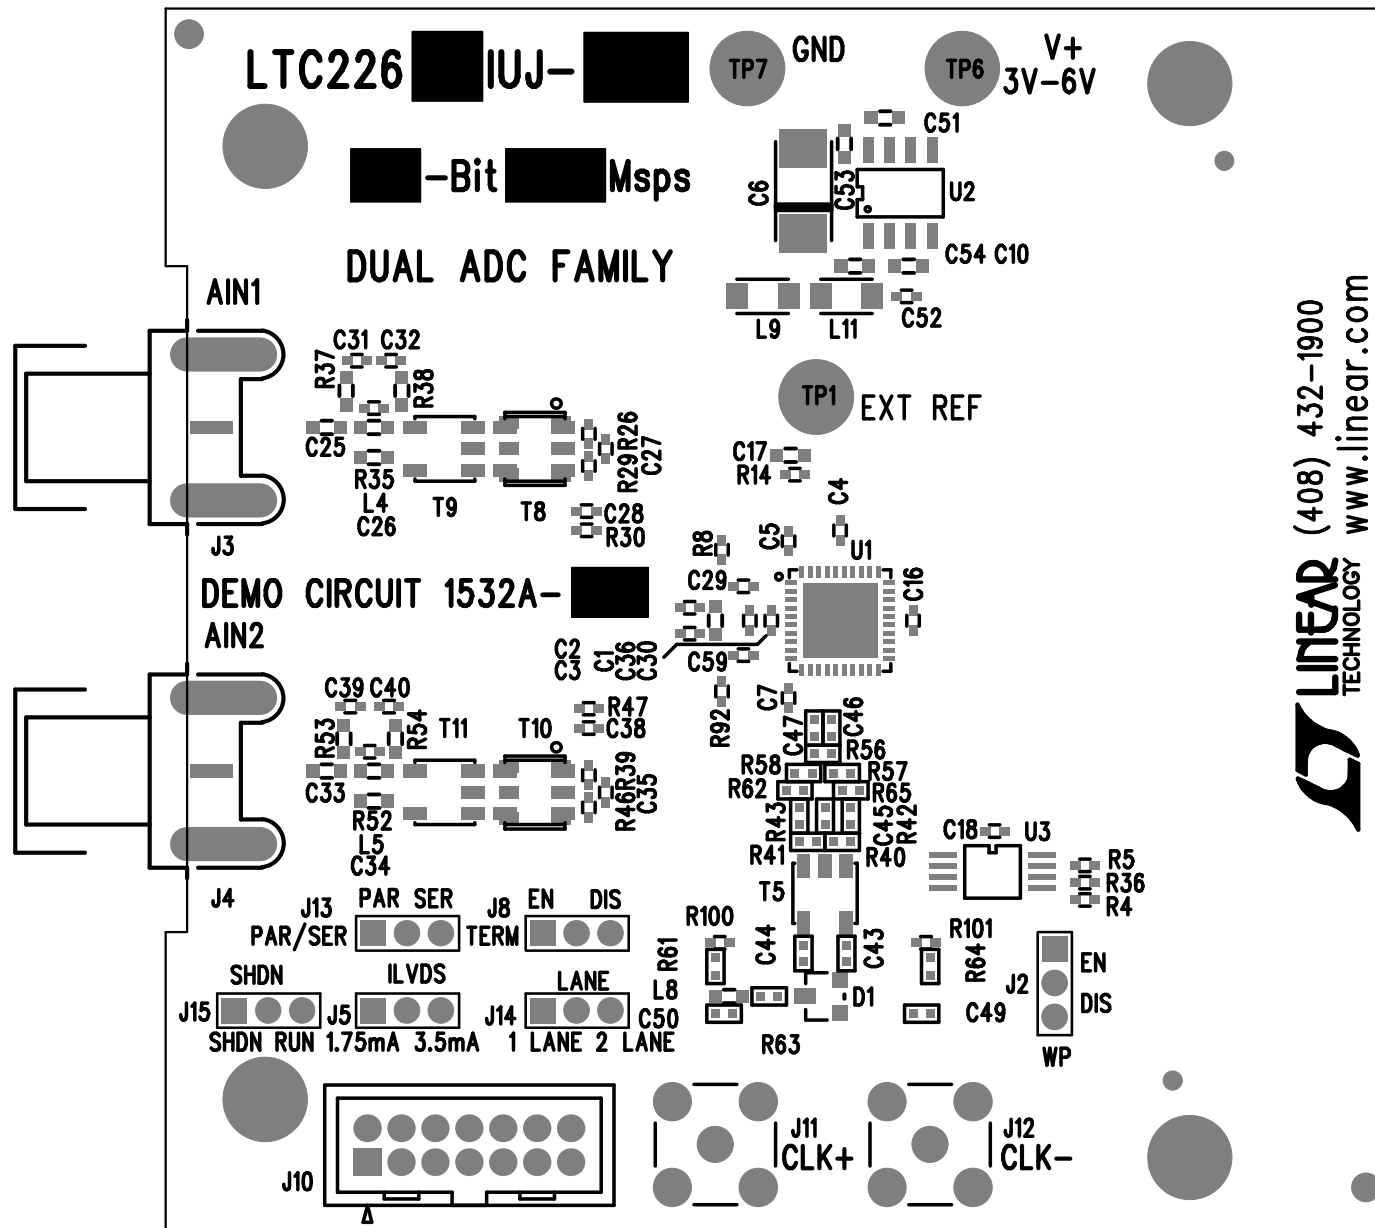 LTC226 IUJ-
TP7 GND
TP6 V+
3V-6V
-Bit Msps
C51
C6
C53
U2
C54 C10
DUAL ADC FAMILY
L9
L11
C52
AIN1
C31 C32
R37
R38
C25
R35
L4
C26
T9
T8
R26
R29
C27
C28
R30
J3
TP1 EXT REF
C17
R14
C4
C5
R8
U1
C29
C16
DEMO CIRCUIT 1532A-
AIN2
C2
C3
C1
C36
C30
C59
C7
R92
C39 C40
R53
R54
T11
T10
R47
C38
C33
R52
L5
C34
R39
R46
C35
J4
C47
C46
R56
R58
R57
R62
R65
R43
C45
R42
R41
R40
T5
C18
U3
R5
R36
R4
J13
PAR SER
PAR/SER
J8
EN DIS
TERM
R100
R61
C44
C43
R101
R64
SHDN
J15
SHDN RUN
ILVDS
J5
1.75mA 3.5mA
LANE
J14
1 LANE 2 LANE
L8
C50
R63
D1
C49
J2
EN
DIS
WP
J10
J11
CLK+
J12
CLK-
LINEAR
TECHNOLOGY
(408) 432-1900
www.linear.com